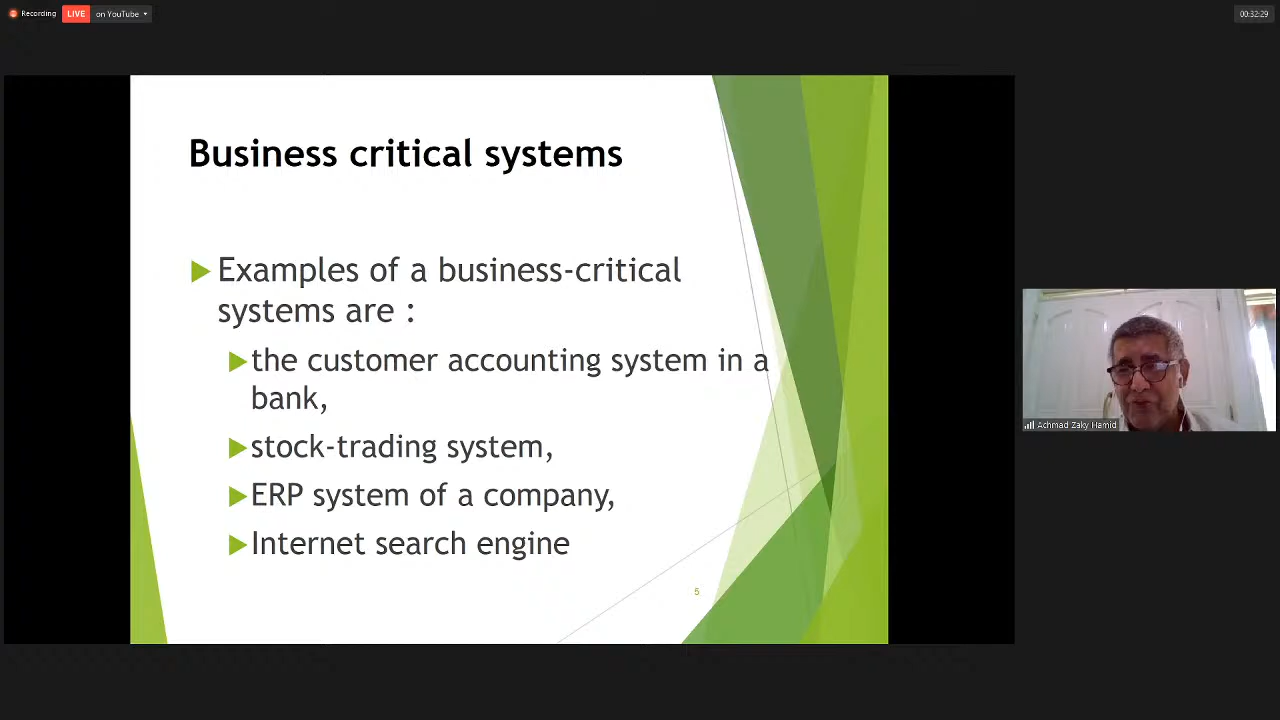 Recording
LIVE on YouTube
00:32:29
Business critical systems
Examples of a business-critical
systems are :
the customer accounting system in a
bank,
stock-trading system,
ERP system of a company,
Internet search engine
5
Achmad Zaky Hamid